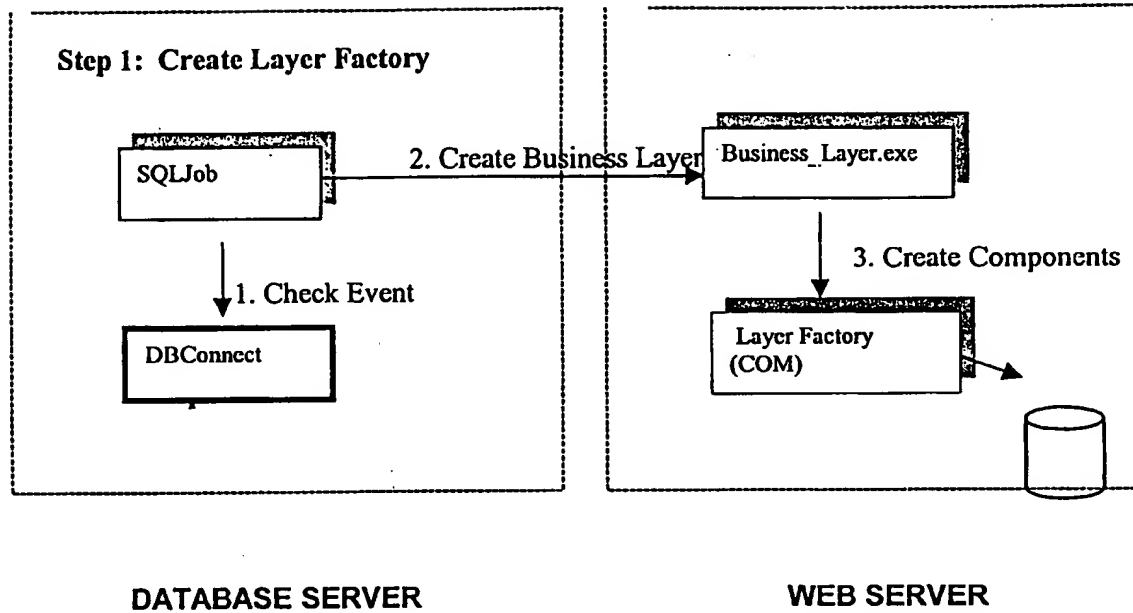 Step 1: Create Layer Factory
SQLJob
2. Create Business Layer
Business_Layer.exe
1. Check Event
3. Create Components
DBConnect
Layer Factory
(COM)
DATABASE SERVER
WEB SERVER